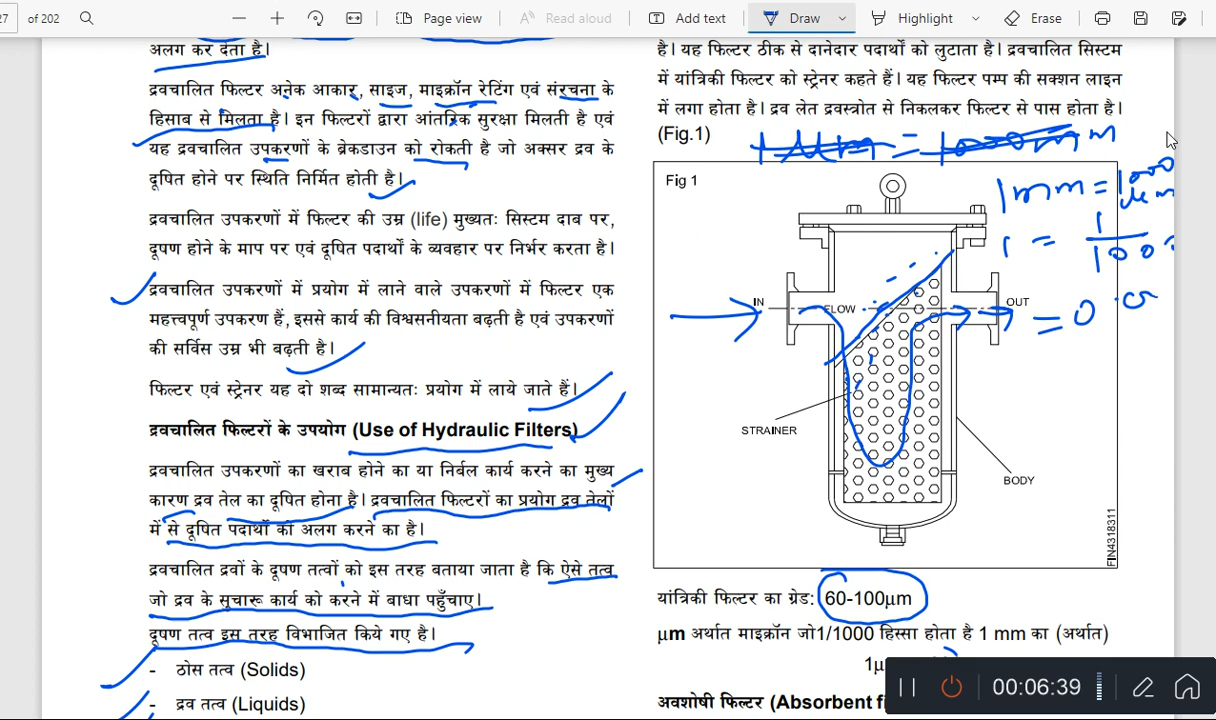 27 of 202
Page view
Read aloud
Add text
Draw
Highlight
Erase
अलग कर देता है।
द्रवचालित फिल्टर अनेक आकार, साइज, माइक्रॉन रेटिंग एवं संरचना के
हिसाब से मिलता है। इन फिल्टरों द्वारा आंतरिक सुरक्षा मिलती है एवं
यह द्रवचालित उपकरणों के ब्रेकडाउन को रोकती है जो अक्सर द्रव के
दूषित होने पर स्थिति निर्मित होती है।
द्रवचालित उपकरणों में फिल्टर की उम्र (life) मुख्यतः सिस्टम दाब पर,
दूषण होने के माप पर एवं दूषित पदार्थों के व्यवहार पर निर्भर करता है।
द्रवचालित उपकरणों में प्रयोग में लाने वाले उपकरणों में फिल्टर एक
महत्त्वपूर्ण उपकरण हैं, इससे कार्य की विश्वसनीयता बढ़ती है एवं उपकरणों
की सर्विस उम्र भी बढ़ती है।
फिल्टर एवं स्ट्रेनर यह दो शब्द सामान्यतः प्रयोग में लाये जाते हैं।
द्रवचालित फिल्टरों के उपयोग (Use of Hydraulic Filters)
द्रवचालित उपकरणों का खराब होने का या निर्बल कार्य करने का मुख्य
कारण द्रव तेल का दूषित होना है। द्रवचालित फिल्टरों का प्रयोग द्रव तेलों
में से दूषित पदार्थों को अलग करने का है।
द्रवचालित द्रवों के दूषण तत्वों को इस तरह बताया जाता है कि ऐसे तत्व
जो द्रव के सूचारू कार्य को करने में बाधा पहुँचाए।
दूषण तत्व इस तरह विभाजित किये गए है।
- ठोस तत्व (Solids)
- द्रव तत्व (Liquids)
है। यह फिल्टर ठीक से दानेदार पदार्थों को लुटाता है। द्रवचालित सिस्टम
में यांत्रिकी फिल्टर को स्ट्रेनर कहते हैं। यह फिल्टर पम्प की सक्शन लाइन
में लगा होता है। द्रव लेत द्रवस्त्रोत से निकलकर फिल्टर से पास होता है।
(Fig.1)
Fig 1
1mm = 1000
μm
1 = 1
100
IN
FLOW
OUT
= 0
STRAINER
BODY
FIN4318311
यांत्रिकी फिल्टर का ग्रेड: 60-100μm
μm अर्थात माइक्रॉन जो1/1000 हिस्सा होता है 1 mm का (अर्थात)
1μ
अवशोषी फिल्टर (Absorbent fi
00:06:39